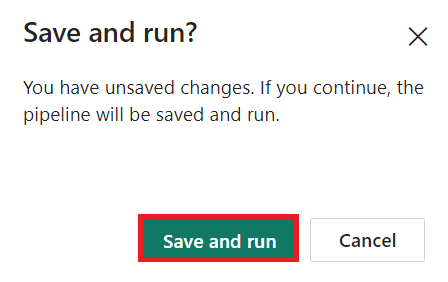 Save and run?
You have unsaved changes. If you continue, the
pipeline will be saved and run.
Save and run
Cancel